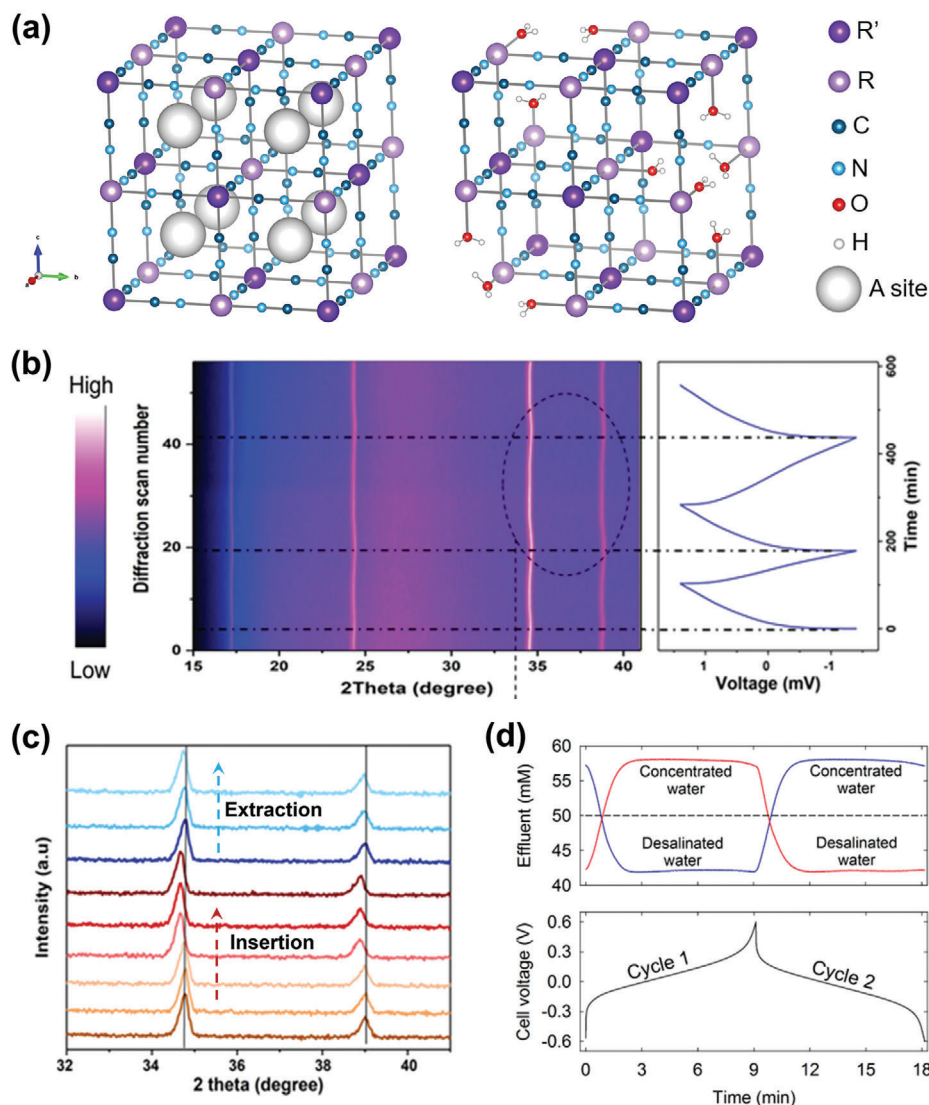 (a)
R'
R
C
N
O
H
A site
c
b
a
(b)
High
Low
Diffraction scan number
40
20
0
15 20 25 30 35 40
2Theta (degree)
600
400
200
0
Time (min)
1 0 -1
Voltage (mV)
(c)
Extraction
Insertion
Intensity (a.u)
32 34 36 38 40
2 theta (degree)
(d)
60
55
50
45
40
Effluent (mM)
Concentrated
water
Concentrated
water
Desalinated
water
Desalinated
water
0.6
0.3
0.0
-0.3
-0.6
Cell voltage (V)
Cycle 1
Cycle 2
0 3 6 9 12 15 18
Time (min)